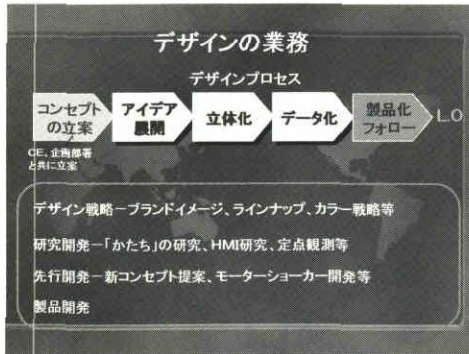 デザインの業務
デザインプロセス
コンセプト
の立案
アイデア
展開
立体化
データ化
製品化
フォロー
LO
CE、企画部署
と共に立案
デザイン戦略－ブランドイメージ、ラインナップ、カラー戦略等
研究開発－「かたち」の研究、HMI研究、定点観測等
先行開発－新コンセプト提案、モーターショーカー開発等
製品開発